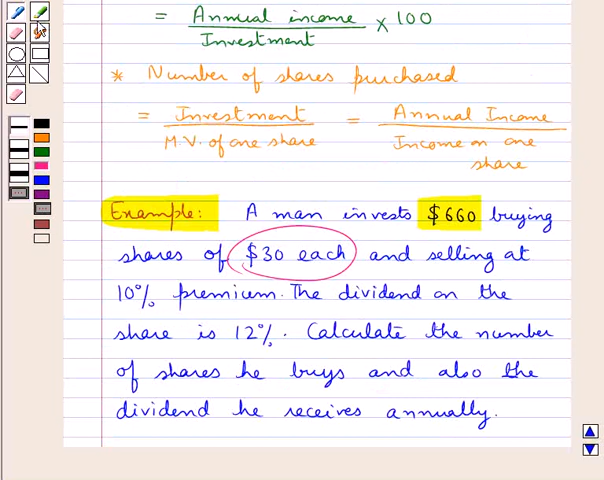 = Annual income / Investment × 100
* Number of shares purchased
= Investment / M.V. of one share = Annual Income / Income on one share
Example: A man invests $660 buying
shares of $30 each and selling at
10% premium. The dividend on the
share is 12%. Calculate the number
of shares he buys and also the
dividend he receives annually.